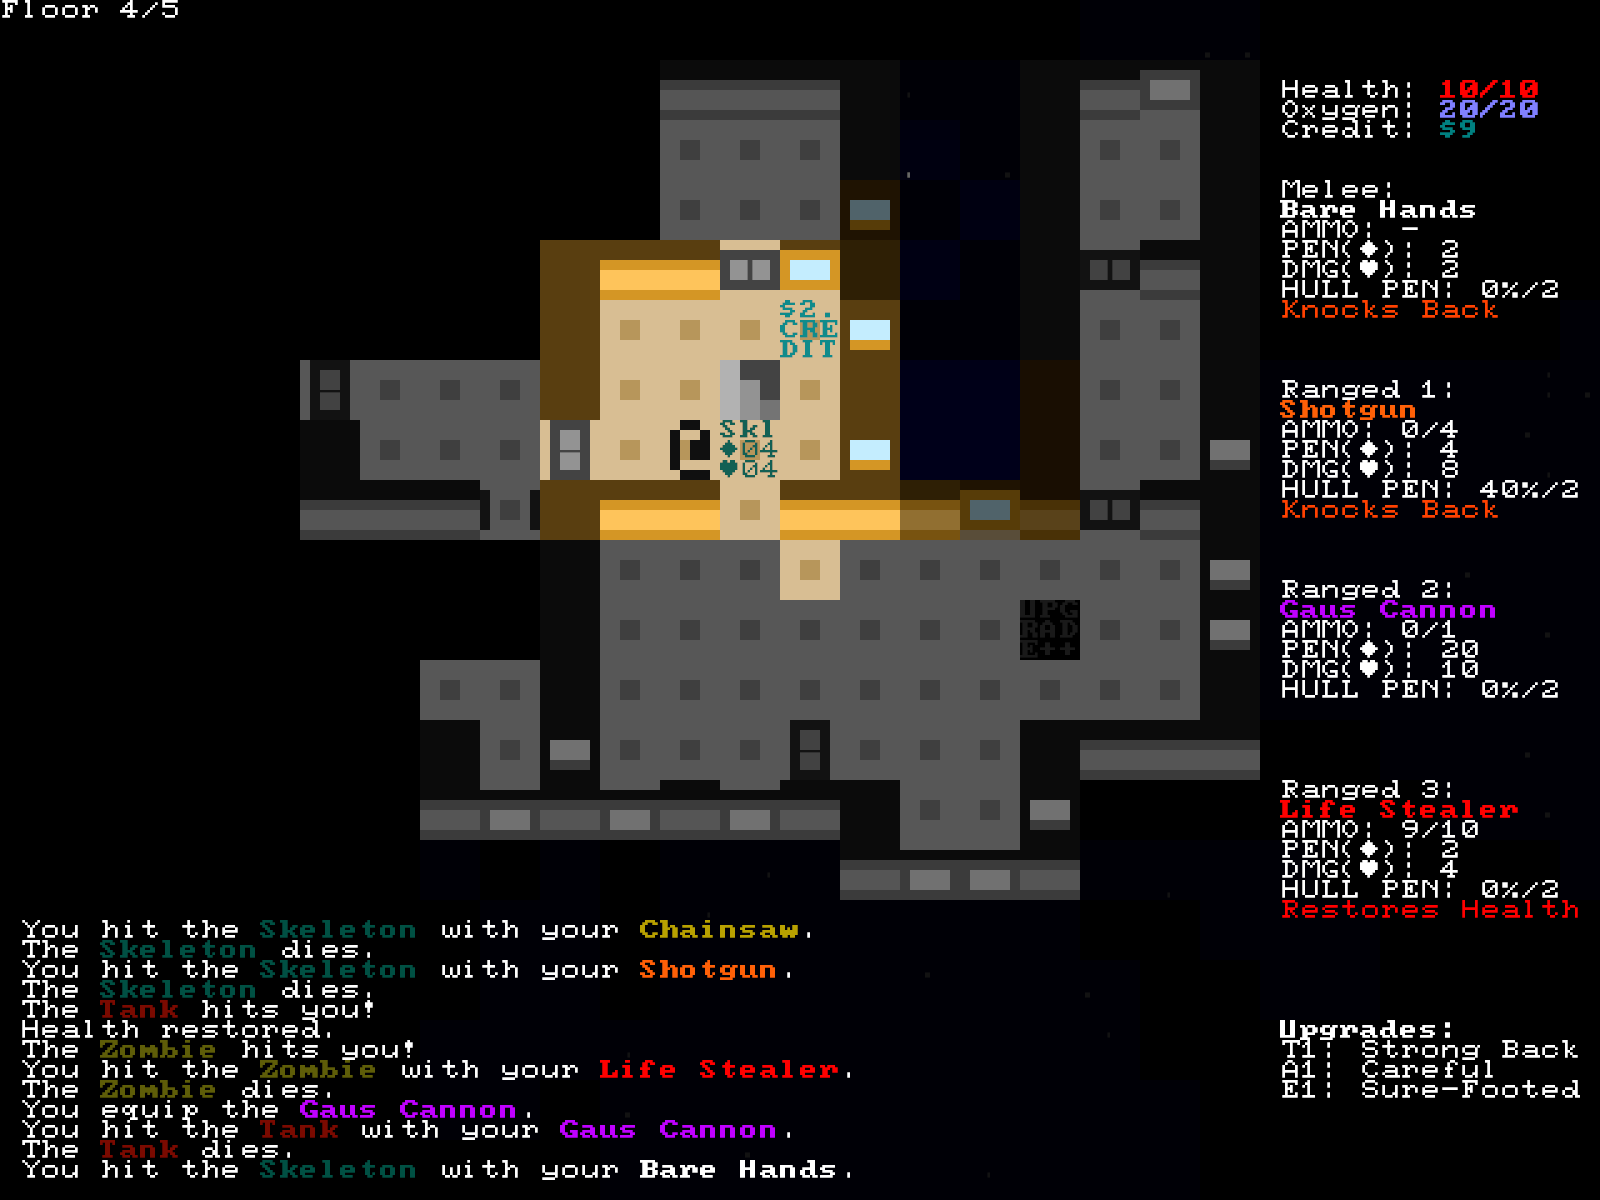 Floor 4/5
Health: 10/10
Oxygen: 20/20
Credit: $9
Melee:
Bare Hands
AMMO: -
PEN(♦): 2
DMG(♥): 2
HULL PEN: 0%/2
Knocks Back
$2.
CRE
DIT
Skl
♦04
♥04
Ranged 1:
Shotgun
AMMO: 0/4
PEN(♦): 4
DMG(♥): 8
HULL PEN: 40%/2
Knocks Back
UPG
RAD
E++
Ranged 2:
Gaus Cannon
AMMO: 0/1
PEN(♦): 20
DMG(♥): 10
HULL PEN: 0%/2
Ranged 3:
Life Stealer
AMMO: 9/10
PEN(♦): 2
DMG(♥): 4
HULL PEN: 0%/2
Restores Health
You hit the Skeleton with your Chainsaw.
The Skeleton dies.
You hit the Skeleton with your Shotgun.
The Skeleton dies.
The Tank hits you!
Health restored.
The Zombie hits you!
You hit the Zombie with your Life Stealer.
The Zombie dies.
You equip the Gaus Cannon.
You hit the Tank with your Gaus Cannon.
The Tank dies.
You hit the Skeleton with your Bare Hands.
Upgrades:
T1: Strong Back
A1: Careful
E1: Sure-Footed